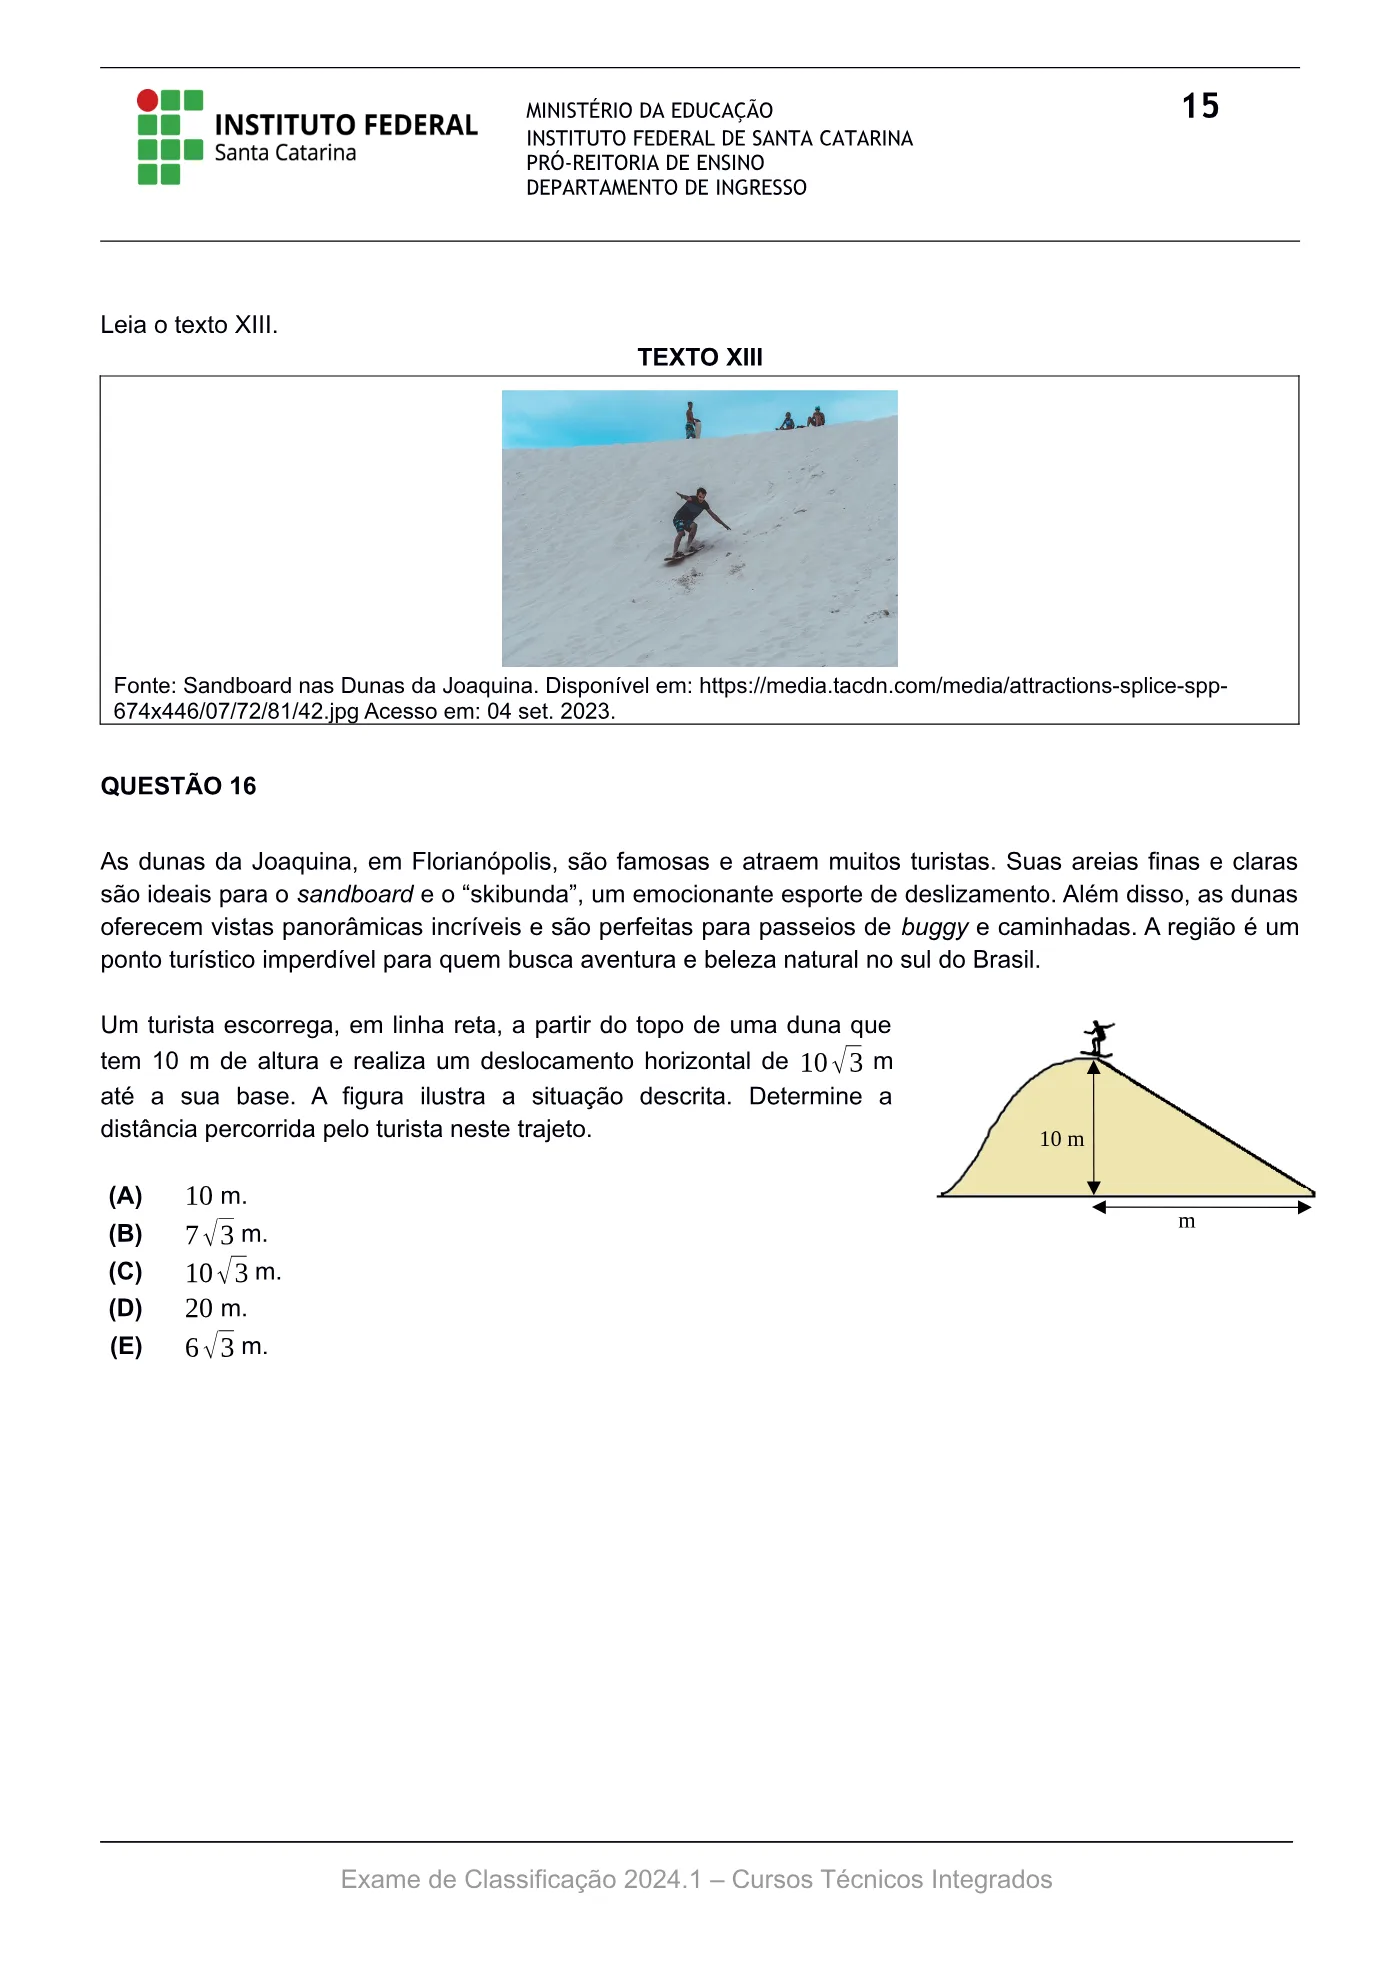 INSTITUTO FEDERAL
Santa Catarina
MINISTÉRIO DA EDUCAÇÃO
INSTITUTO FEDERAL DE SANTA CATARINA
PRÓ-REITORIA DE ENSINO
DEPARTAMENTO DE INGRESSO
15
Leia o texto XIII.
TEXTO XIII
Fonte: Sandboard nas Dunas da Joaquina. Disponível em: https://media.tacdn.com/media/attractions-splice-spp-
674x446/07/72/81/42.jpg Acesso em: 04 set. 2023.
QUESTÃO 16
As dunas da Joaquina, em Florianópolis, são famosas e atraem muitos turistas. Suas areias finas e claras
são ideais para o sandboard e o “skibunda”, um emocionante esporte de deslizamento. Além disso, as dunas
oferecem vistas panorâmicas incríveis e são perfeitas para passeios de buggy e caminhadas. A região é um
ponto turístico imperdível para quem busca aventura e beleza natural no sul do Brasil.
Um turista escorrega, em linha reta, a partir do topo de uma duna que
tem 10 m de altura e realiza um deslocamento horizontal de 10√3 m
até a sua base. A figura ilustra a situação descrita. Determine a
distância percorrida pelo turista neste trajeto.
10 m
m
(A) 10 m.
(B) 7√3 m.
(C) 10√3 m.
(D) 20 m.
(E) 6√3 m.
Exame de Classificação 2024.1 – Cursos Técnicos Integrados